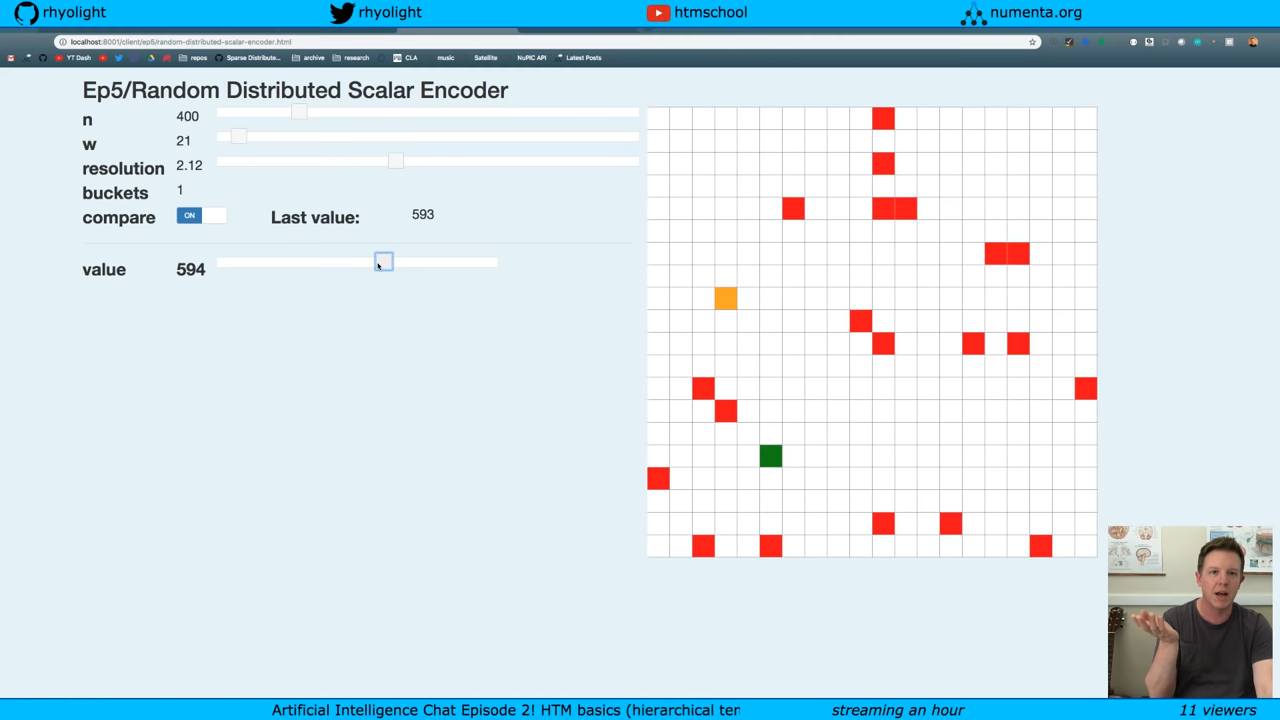 rhyolight rhyolight htmschool numenta.org
localhost:8001/client/ep5/random-distributed-scalar-encoder.html
YT Dash repos Sparse Distribute... archive research CLA music Satellite NuPIC API Latest Posts
Ep5/Random Distributed Scalar Encoder
n 400
w 21
resolution 2.12
buckets 1
compare ON Last value: 593
value 594
Artificial Intelligence Chat Episode 2! HTM basics (hierarchical ten streaming an hour 11 viewers